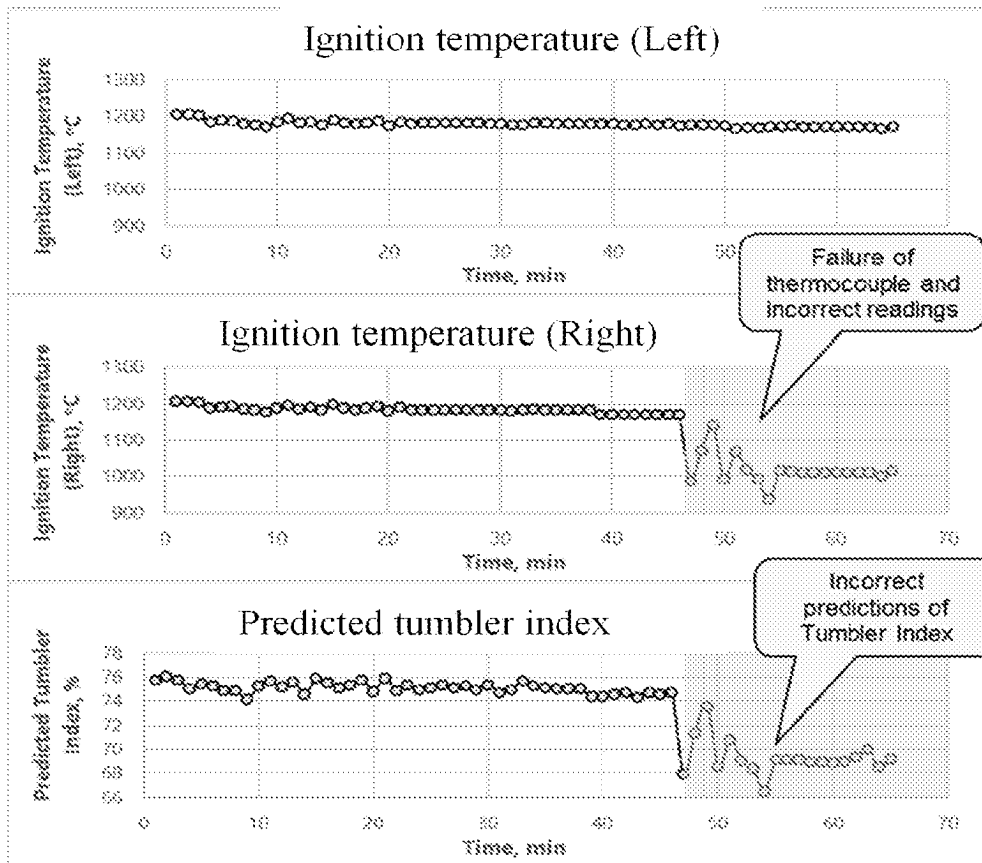 Ignition temperature (Left)
Ignition Temperature
(Left), °C
1300
1200
1100
1000
900
0
10
20
30
40
50
Time, min
Failure of
thermocouple and
incorrect readings
Ignition temperature (Right)
Ignition Temperature
(Right), °C
1300
1200
1100
1000
900
0
10
20
30
40
50
60
70
Time, min
Incorrect
predictions of
Tumbler Index
Predicted tumbler index
Predicted Tumbler
index, %
78
76
74
72
70
68
66
0
10
20
30
40
50
60
70
Time, min